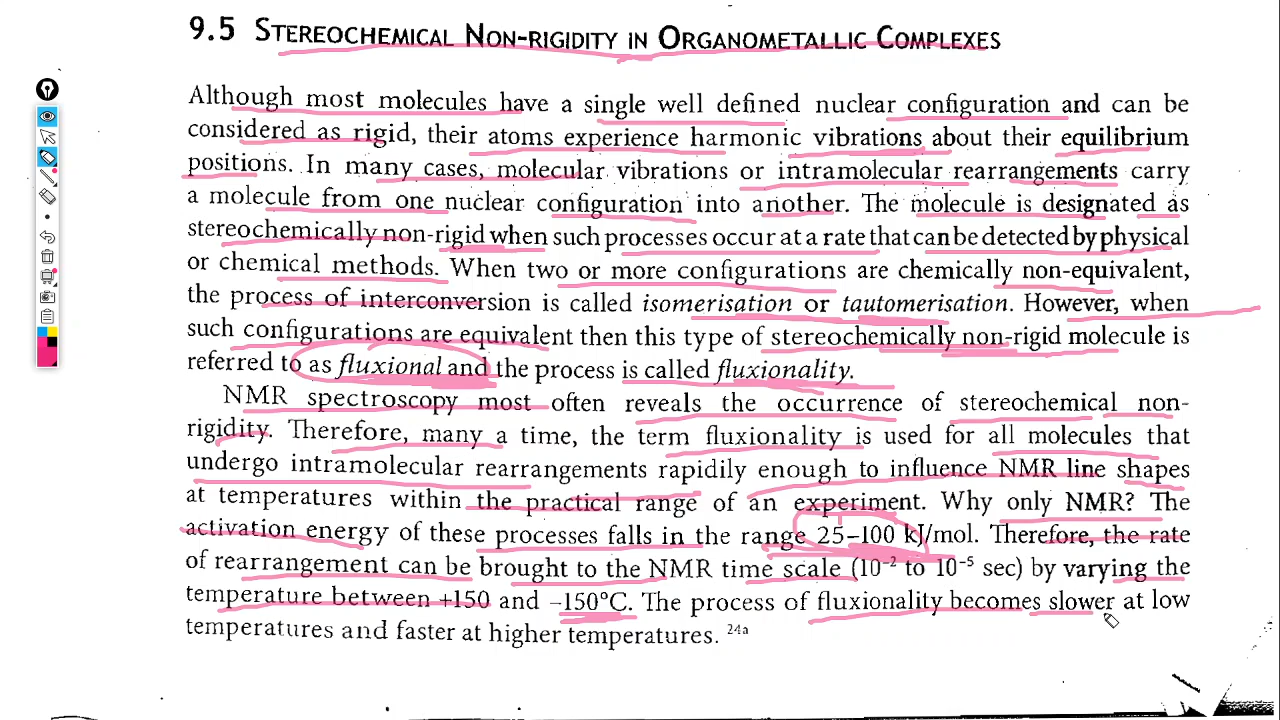 9.5 STEREOCHEMICAL NON-RIGIDITY IN ORGANOMETALLIC COMPLEXES
Although most molecules have a single well defined nuclear configuration and can be
considered as rigid, their atoms experience harmonic vibrations about their equilibrium
positions. In many cases, molecular vibrations or intramolecular rearrangements carry
a molecule from one nuclear configuration into another. The molecule is designated as
stereochemically non-rigid when such processes occur at a rate that can be detected by physical
or chemical methods. When two or more configurations are chemically non-equivalent,
the process of interconversion is called isomerisation or tautomerisation. However, when
such configurations are equivalent then this type of stereochemically non-rigid molecule is
referred to as fluxional and the process is called fluxionality.
NMR spectroscopy most often reveals the occurrence of stereochemical non-
rigidity. Therefore, many a time, the term fluxionality is used for all molecules that
undergo intramolecular rearrangements rapidily enough to influence NMR line shapes
at temperatures within the practical range of an experiment. Why only NMR? The
activation energy of these processes falls in the range 25–100 kJ/mol. Therefore, the rate
of rearrangement can be brought to the NMR time scale (10⁻² to 10⁻⁵ sec) by varying the
temperature between +150 and –150°C. The process of fluxionality becomes slower at low
temperatures and faster at higher temperatures. 24a